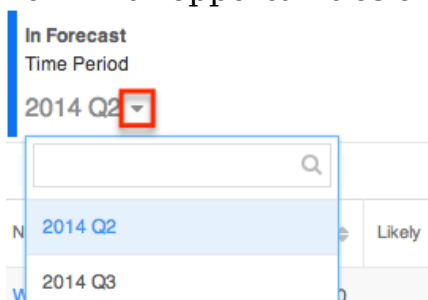 In Forecast
Time Period
2014 Q2
2014 Q2
N Likely
2014 Q3
W